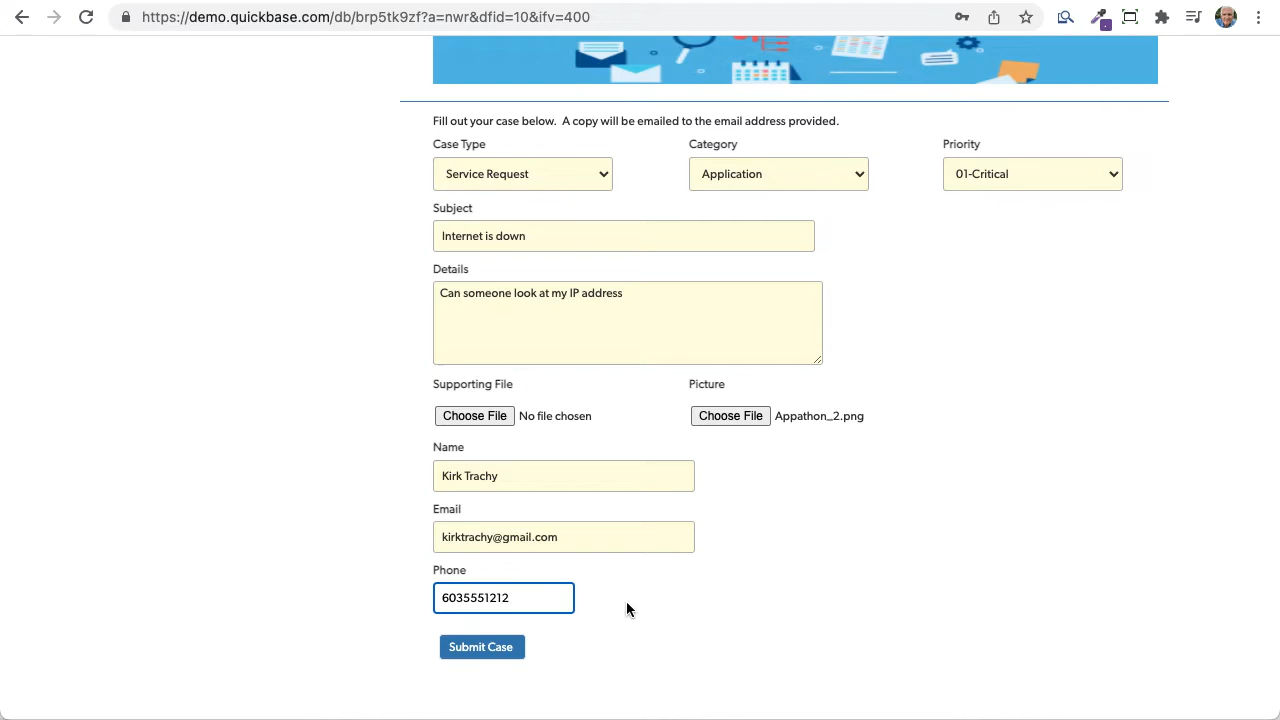 https://demo.quickbase.com/db/brp5tk9zf?a=nwr&dfid=10&ifv=400
Fill out your case below. A copy will be emailed to the email address provided.
Case Type Category Priority
Service Request Application 01-Critical
Subject
Internet is down
Details
Can someone look at my IP address
Supporting File Picture
Choose File No file chosen Choose File Appathon_2.png
Name
Kirk Trachy
Email
kirktrachy@gmail.com
Phone
6035551212
Submit Case